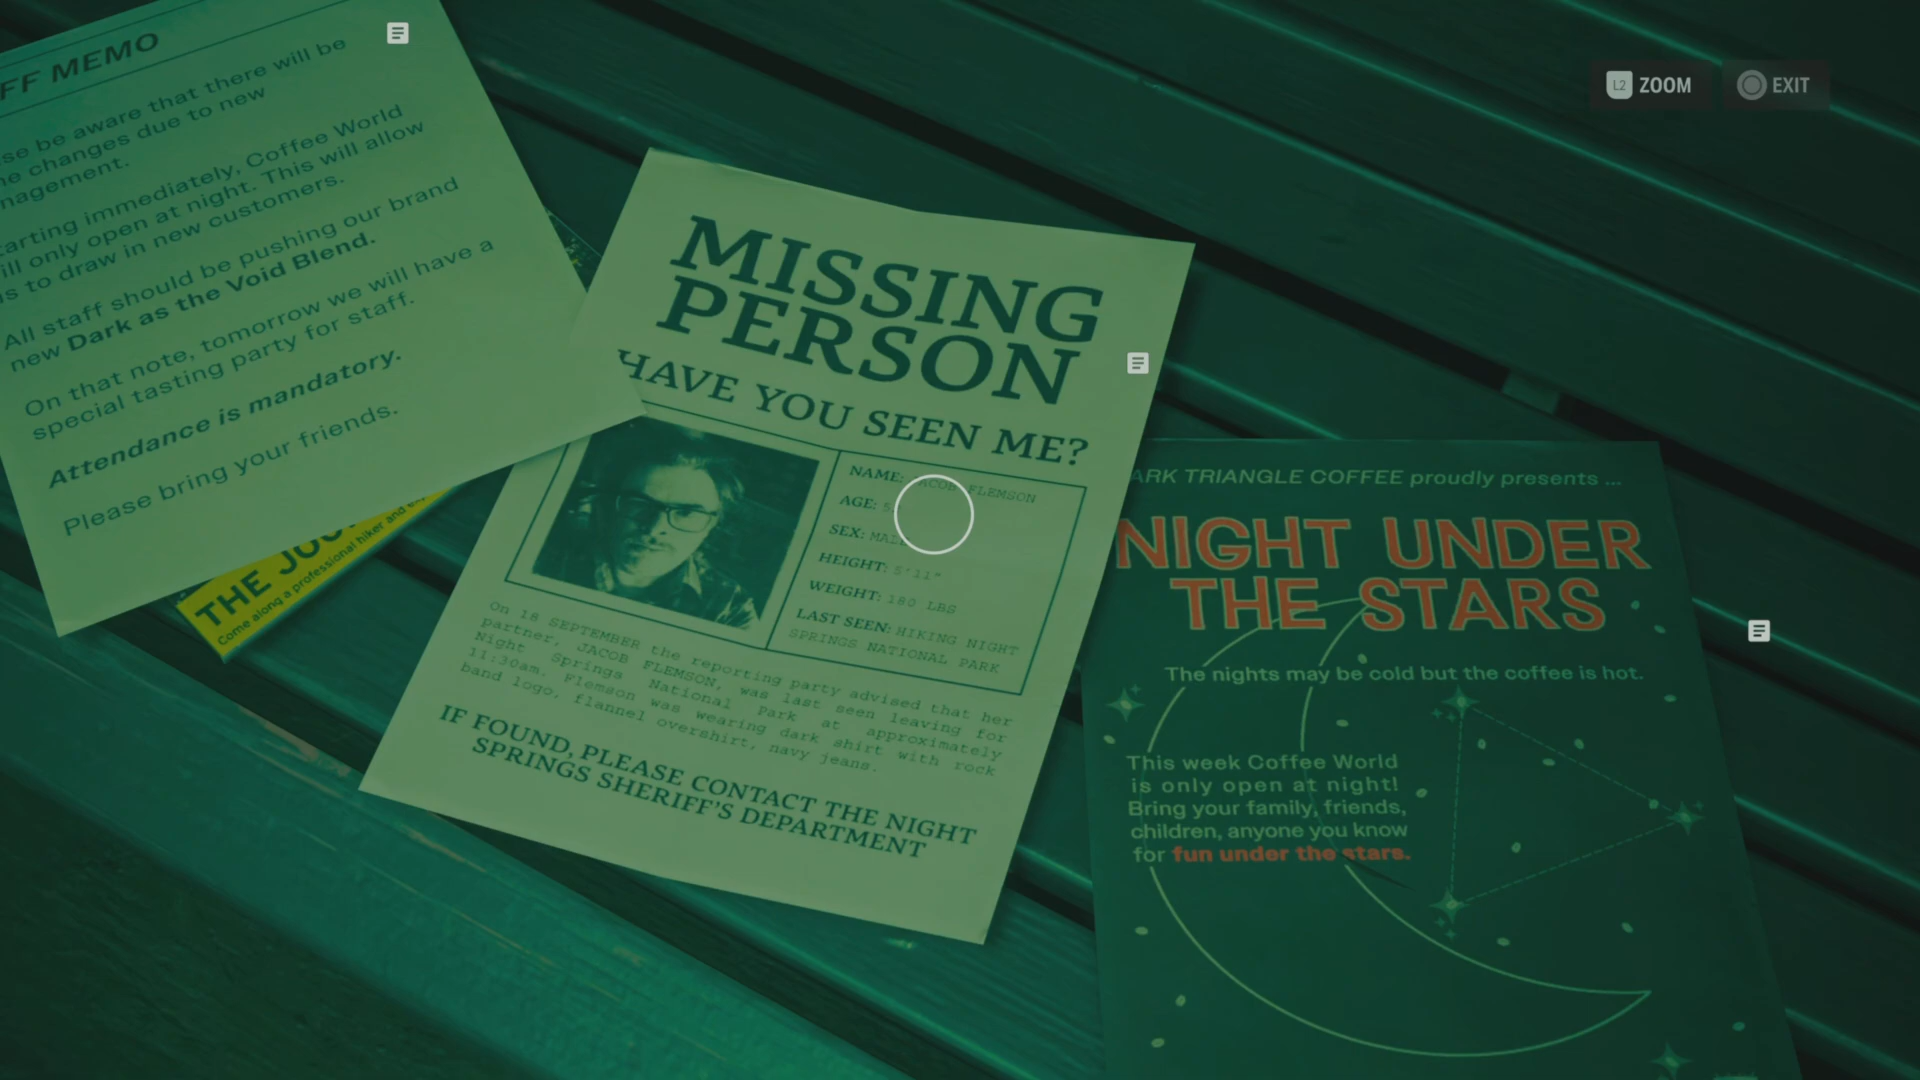 FF MEMO
se be aware that there will be
e changes due to new
nagement.
arting immediately, Coffee World
ill only open at night. This will allow
s to draw in new customers.
All staff should be pushing our brand
new Dark as the Void Blend.
On that note, tomorrow we will have a
special tasting party for staff.
Attendance is mandatory.
Please bring your friends.
THE JOU
Come along a professional hiker and
MISSING
PERSON
HAVE YOU SEEN ME?
NAME: JACOB FLEMSON
AGE:
SEX: MALE
HEIGHT: 5'11"
WEIGHT: 180 LBS
LAST SEEN: HIKING NIGHT
SPRINGS NATIONAL PARK
On 18 SEPTEMBER the reporting party advised that her
partner, JACOB FLEMSON, was last seen leaving for
Night Springs National Park at approximately
11:30am. Flemson was wearing dark shirt with rock
band logo, flannel overshirt, navy jeans.
IF FOUND, PLEASE CONTACT THE NIGHT
SPRINGS SHERIFF'S DEPARTMENT
ARK TRIANGLE COFFEE proudly presents ...
NIGHT UNDER
THE STARS
The nights may be cold but the coffee is hot.
This week Coffee World
is only open at night!
Bring your family, friends,
children, anyone you know
for fun under the stars.
L2 ZOOM
EXIT